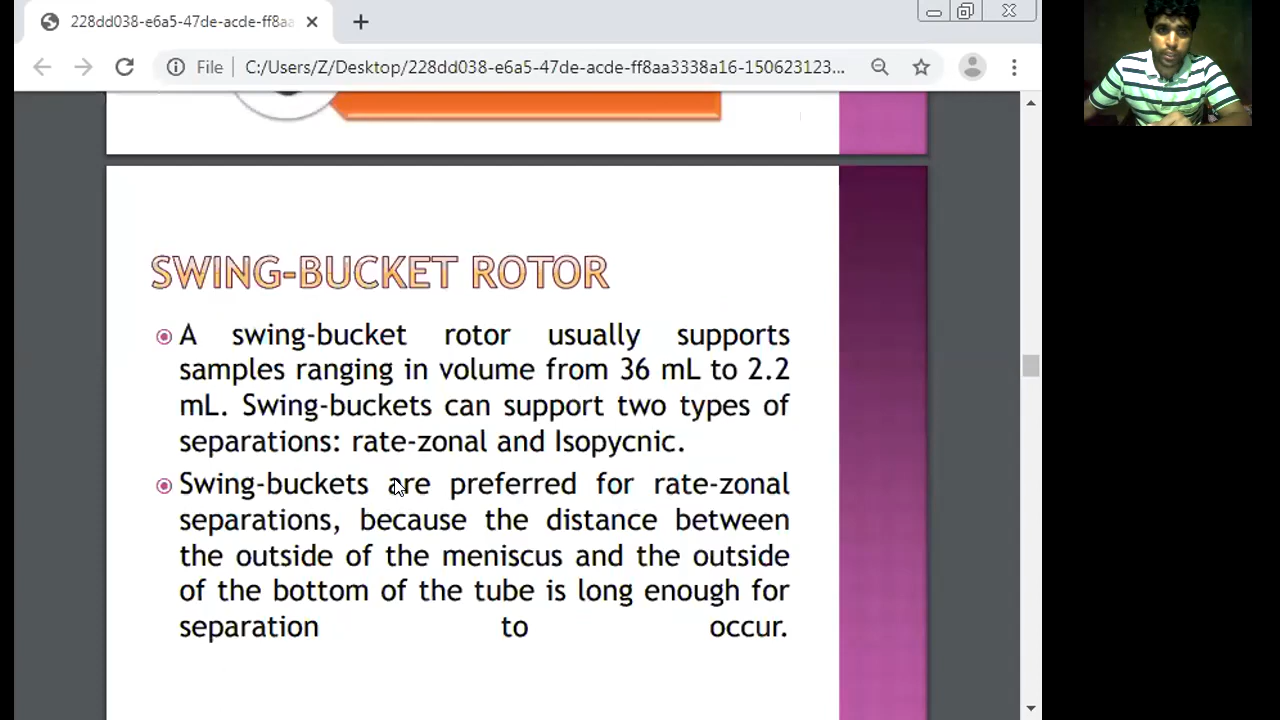 228dd038-e6a5-47de-acde-ff8aa
File
C:/Users/Z/Desktop/228dd038-e6a5-47de-acde-ff8aa3338a16-150623123...
SWING-BUCKET ROTOR
A swing-bucket rotor usually supports
samples ranging in volume from 36 mL to 2.2
mL. Swing-buckets can support two types of
separations: rate-zonal and Isopycnic.
Swing-buckets are preferred for rate-zonal
separations, because the distance between
the outside of the meniscus and the outside
of the bottom of the tube is long enough for
separation to occur.